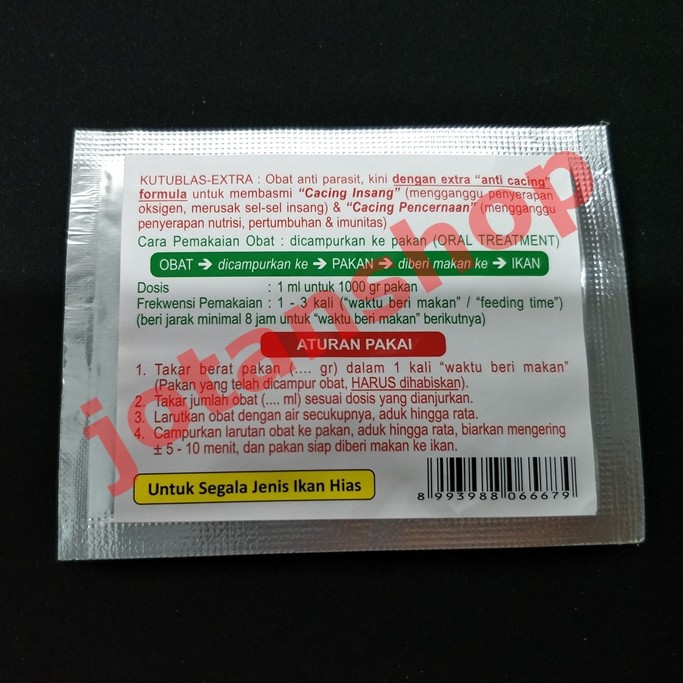 KUTUBLAS-EXTRA : Obat anti parasit, kini dengan extra "anti cacing"
formula untuk membasmi "Cacing Insang" (mengganggu penyerapan
oksigen, merusak sel-sel insang) & "Cacing Pencernaan" (mengganggu
penyerapan nutrisi, pertumbuhan & imunitas)
Cara Pemakaian Obat : dicampurkan ke pakan (ORAL TREATMENT)
OBAT ➔ dicampurkan ke ➔ PAKAN ➔ diberi makan ke ➔ IKAN
Dosis : 1 ml untuk 1000 gr pakan
Frekwensi Pemakaian : 1 - 3 kali ("waktu beri makan" / "feeding time")
(beri jarak minimal 8 jam untuk "waktu beri makan" berikutnya)
ATURAN PAKAI
1. Takar berat pakan (.... gr) dalam 1 kali "waktu beri makan"
(Pakan yang telah dicampur obat, HARUS dihabiskan).
2. Takar jumlah obat (.... ml) sesuai dosis yang dianjurkan.
3. Larutkan obat dengan air secukupnya, aduk hingga rata.
4. Campurkan larutan obat ke pakan, aduk hingga rata, biarkan mengering
± 5 - 10 menit, dan pakan siap diberi makan ke ikan.
Untuk Segala Jenis Ikan Hias
8 993988 066679
jotanshop